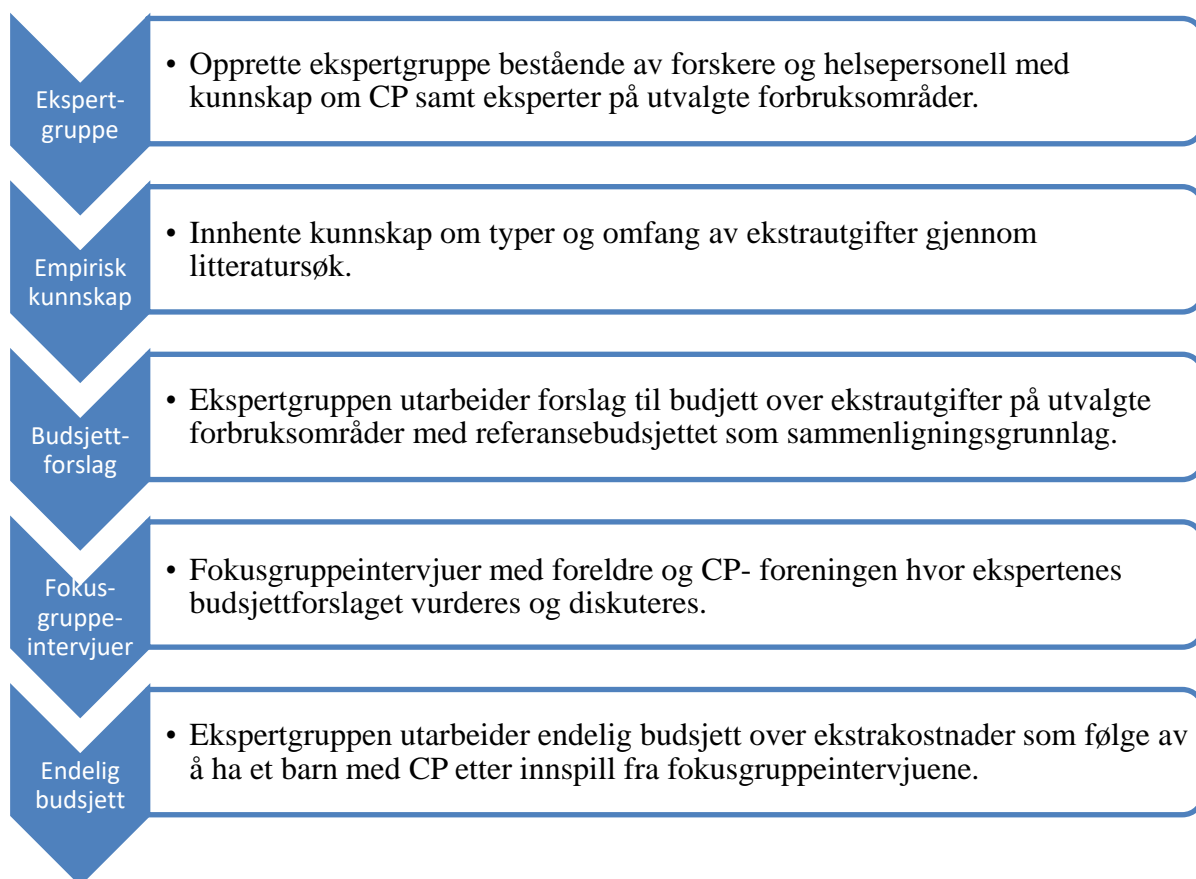 Ekspert-
gruppe
• Opprette ekspertgruppe bestående av forskere og helsepersonell med
kunnskap om CP samt eksperter på utvalgte forbruksområder.
Empirisk
kunnskap
• Innhente kunnskap om typer og omfang av ekstrautgifter gjennom
litteratursøk.
Budsjett-
forslag
• Ekspertgruppen utarbeider forslag til budjett over ekstrautgifter på utvalgte
forbruksområder med referansebudsjettet som sammenligningsgrunnlag.
Fokus-
gruppe-
intervjuer
• Fokusgruppeintervjuer med foreldre og CP- foreningen hvor ekspertenes
budsjettforslaget vurderes og diskuteres.
Endelig
budsjett
• Ekspertgruppen utarbeider endelig budsjett over ekstrakostnader som følge av
å ha et barn med CP etter innspill fra fokusgruppeintervjuene.